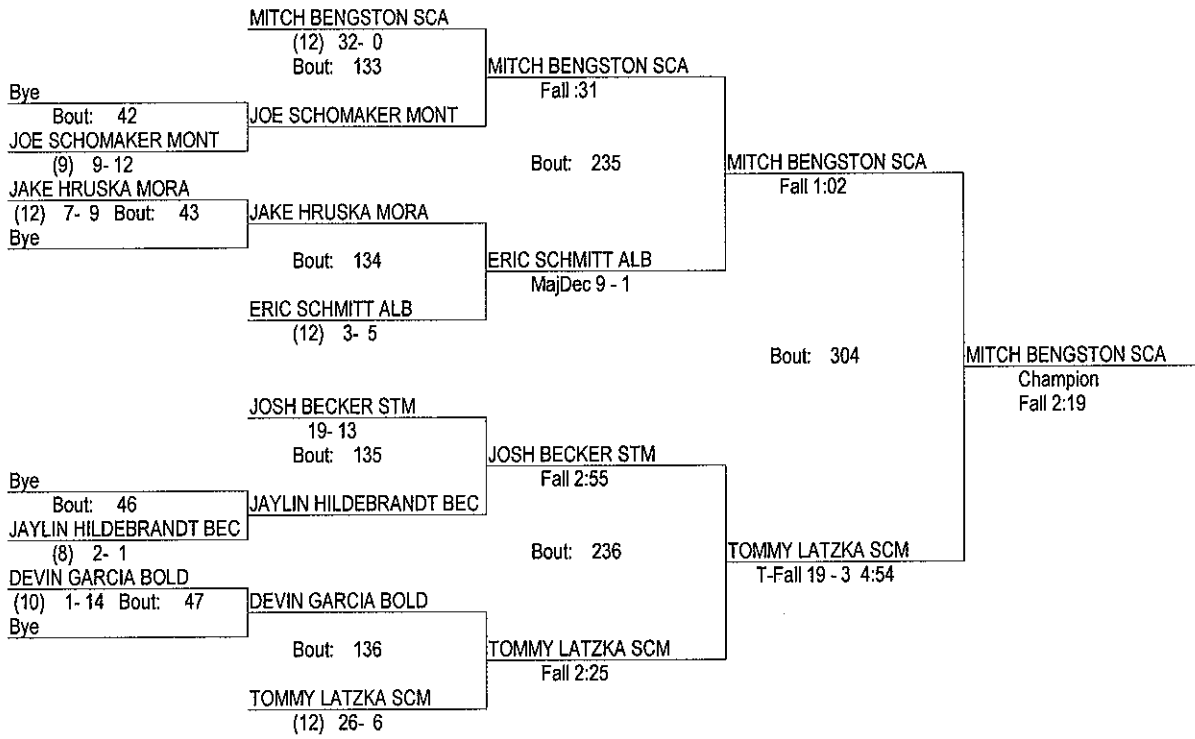 MITCH BENGSTON SCA
(12) 32- 0
Bout: 133
MITCH BENGSTON SCA
Fall :31
Bye
Bout: 42
JOE SCHOMAKER MONT
JOE SCHOMAKER MONT
(9) 9- 12
Bout: 235
MITCH BENGSTON SCA
Fall 1:02
JAKE HRUSKA MORA
(12) 7- 9 Bout: 43
JAKE HRUSKA MORA
Bye
Bout: 134
ERIC SCHMITT ALB
MajDec 9 - 1
ERIC SCHMITT ALB
(12) 3- 5
Bout: 304
MITCH BENGSTON SCA
Champion
Fall 2:19
JOSH BECKER STM
19- 13
Bout: 135
JOSH BECKER STM
Fall 2:55
Bye
Bout: 46
JAYLIN HILDEBRANDT BEC
JAYLIN HILDEBRANDT BEC
(8) 2- 1
Bout: 236
TOMMY LATZKA SCM
T-Fall 19 - 3 4:54
DEVIN GARCIA BOLD
(10) 1- 14 Bout: 47
DEVIN GARCIA BOLD
Bye
Bout: 136
TOMMY LATZKA SCM
Fall 2:25
TOMMY LATZKA SCM
(12) 26- 6